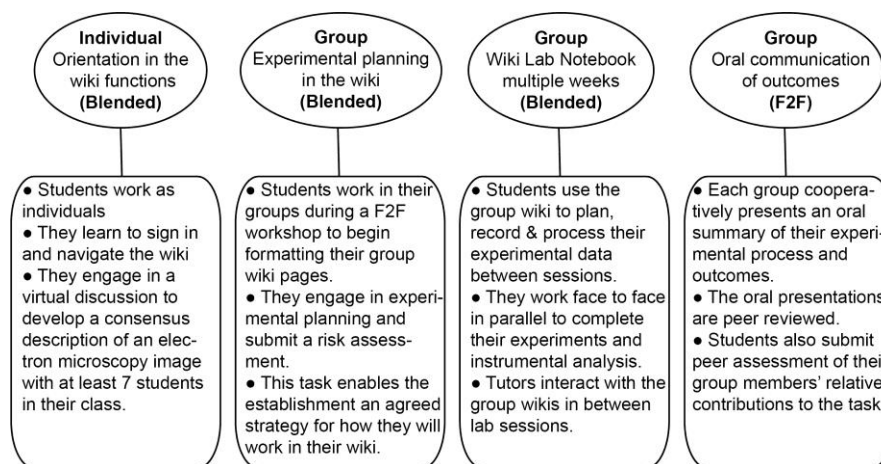 Individual
Orientation in the
wiki functions
(Blended)
Group
Experimental planning
in the wiki
(Blended)
Group
Wiki Lab Notebook
multiple weeks
(Blended)
Group
Oral communication
of outcomes
(F2F)
● Students work as
individuals
● They learn to sign in
and navigate the wiki
● They engage in a
virtual discussion to
develop a consensus
description of an elec-
tron microscopy image
with at least 7 students
in their class.
● Students work in their
groups during a F2F
workshop to begin
formatting their group
wiki pages.
● They engage in experi-
mental planning and
submit a risk assess-
ment.
● This task enables the
establishment an agreed
strategy for how they will
work in their wiki.
● Students use the
group wiki to plan,
record & process their
experimental data
between sessions.
● They work face to face
in parallel to complete
their experiments and
instrumental analysis.
● Tutors interact with the
group wikis in between
lab sessions.
● Each group coopera-
tively presents an oral
summary of their experi-
mental process and
outcomes.
● The oral presentations
are peer reviewed.
● Students also submit
peer assessment of their
group members' relative
contributions to the task